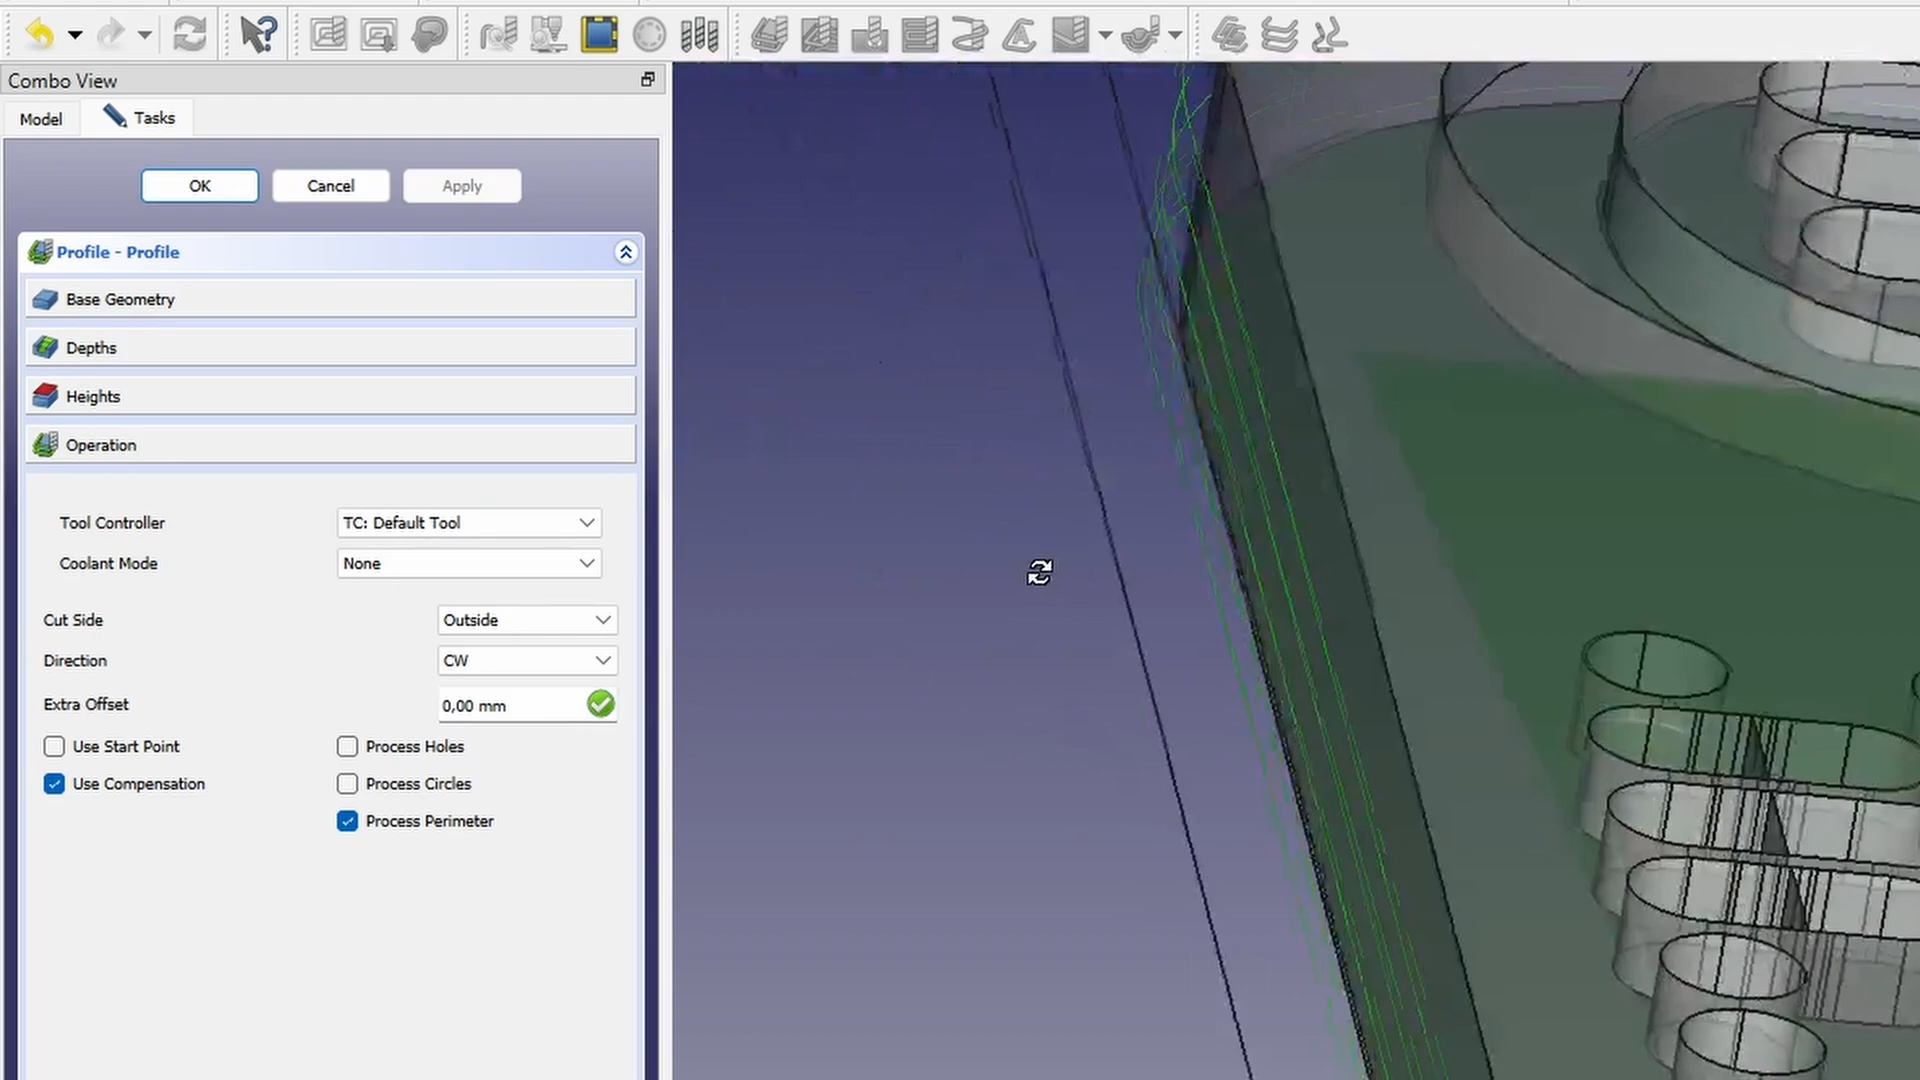 Combo View
Model
Tasks
OK
Cancel
Apply
Profile - Profile
Base Geometry
Depths
Heights
Operation
Tool Controller
TC: Default Tool
Coolant Mode
None
Cut Side
Outside
Direction
CW
Extra Offset
0,00 mm
Use Start Point
Process Holes
Use Compensation
Process Circles
Process Perimeter